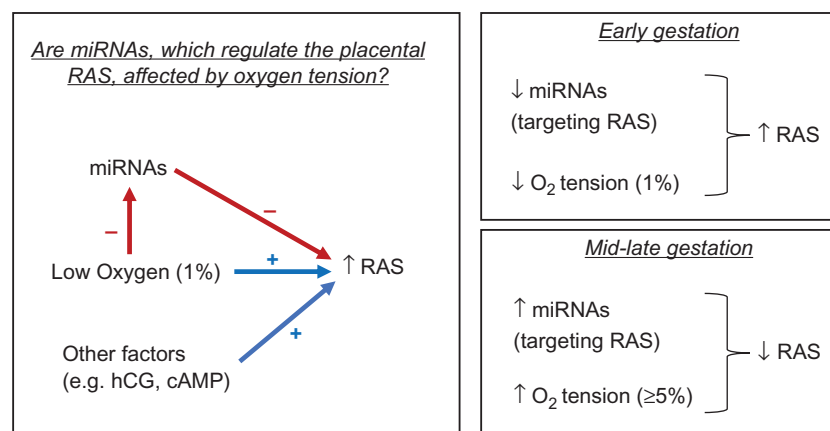 Are miRNAs, which regulate the placental
RAS, affected by oxygen tension?
miRNAs
–
–
Low Oxygen (1%)
+
↑ RAS
+
Other factors
(e.g. hCG, cAMP)
Early gestation
↓ miRNAs
(targeting RAS)
↑ RAS
↓ O₂ tension (1%)
Mid-late gestation
↑ miRNAs
(targeting RAS)
↓ RAS
↑ O₂ tension (≥5%)